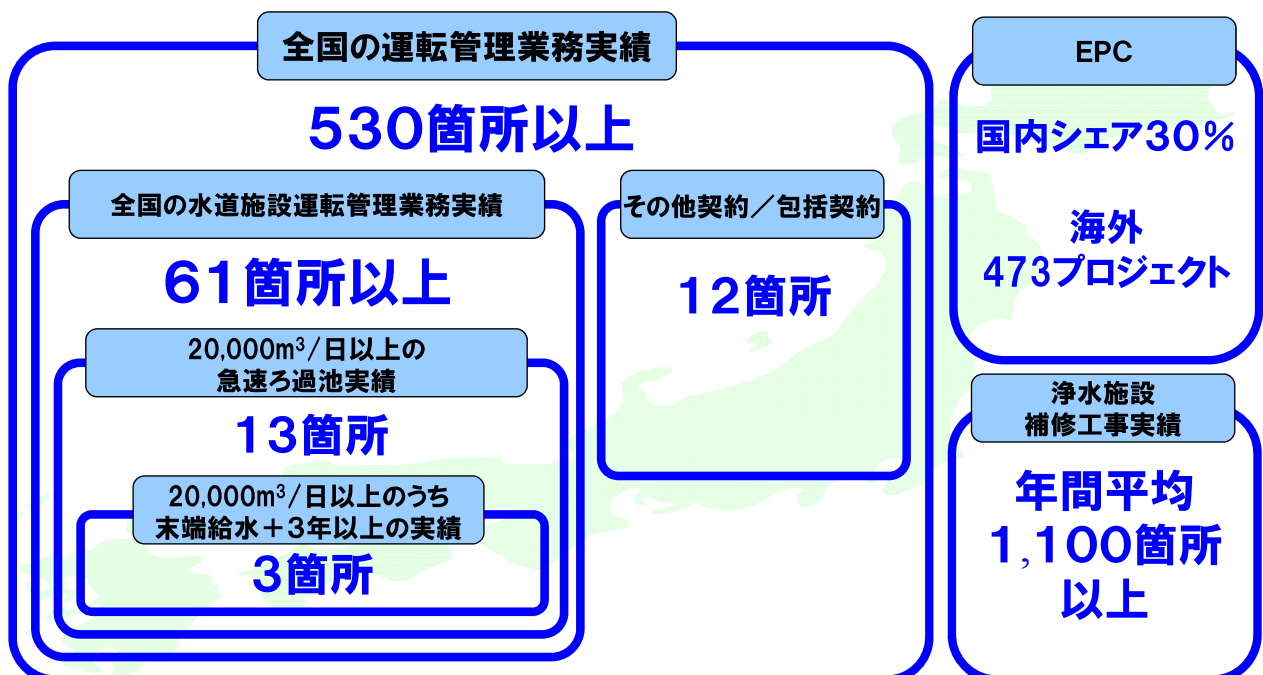 全国の運転管理業務実績
530箇所以上
全国の水道施設運転管理業務実績
61箇所以上
20,000m³/日以上の
急速ろ過池実績
13箇所
20,000m³/日以上のうち
末端給水+3年以上の実績
3箇所
その他契約/包括契約
12箇所
EPC
国内シェア30%
海外
473プロジェクト
浄水施設
補修工事実績
年間平均
1,100箇所
以上